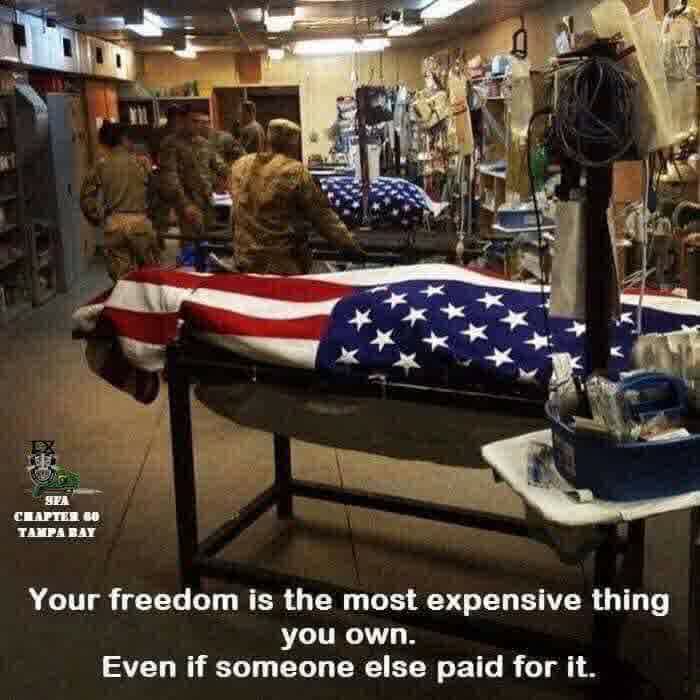 SFA
CHAPTER 60
TAMPA BAY
Your freedom is the most expensive thing
you own.
Even if someone else paid for it.